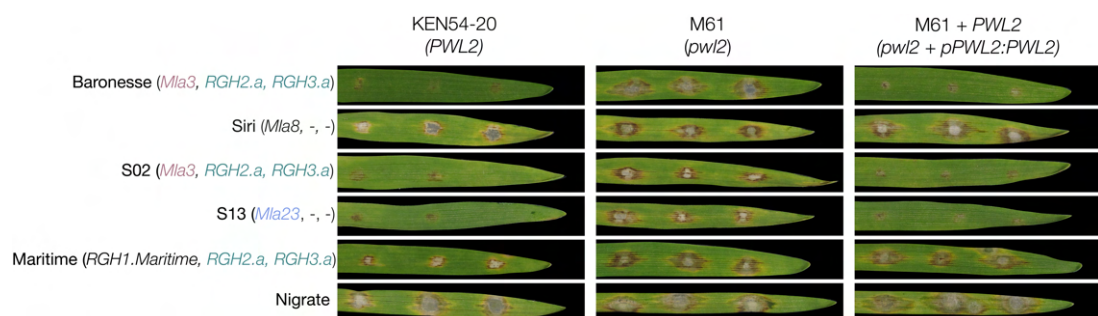 KEN54-20
(PWL2)
M61
(pwl2)
M61 + PWL2
(pwl2 + pPWL2:PWL2)
Baronesse (Mla3, RGH2.a, RGH3.a)
Siri (Mla8, -, -)
S02 (Mla3, RGH2.a, RGH3.a)
S13 (Mla23, -, -)
Maritime (RGH1.Maritime, RGH2.a, RGH3.a)
Nigrate